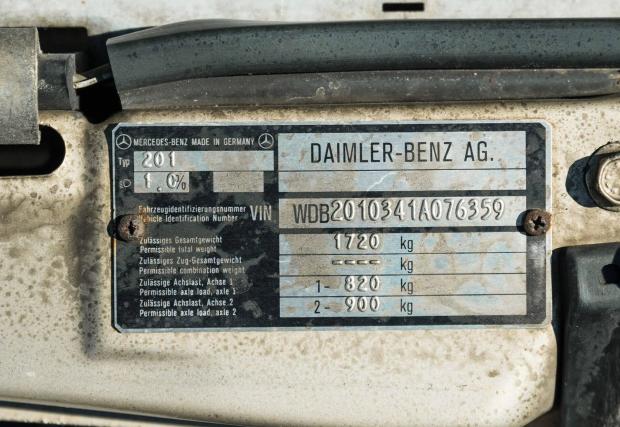 MERCEDES-BENZ MADE IN GERMANY
Typ 201
1.0%
DAIMLER-BENZ AG.
Fahrzeugidentifizierungsnummer
Vehicle Identification Number VIN WDB2010341A076359
Zulässiges Gesamtgewicht
Permissible total weight 1720 kg
Zulässiges Zug-Gesamtgewicht
Permissible combination weight ---- kg
Zulässige Achslast, Achse 1
Permissible axle load, axle 1 1- 820 kg
Zulässige Achslast, Achse 2
Permissible axle load, axle 2 2- 900 kg